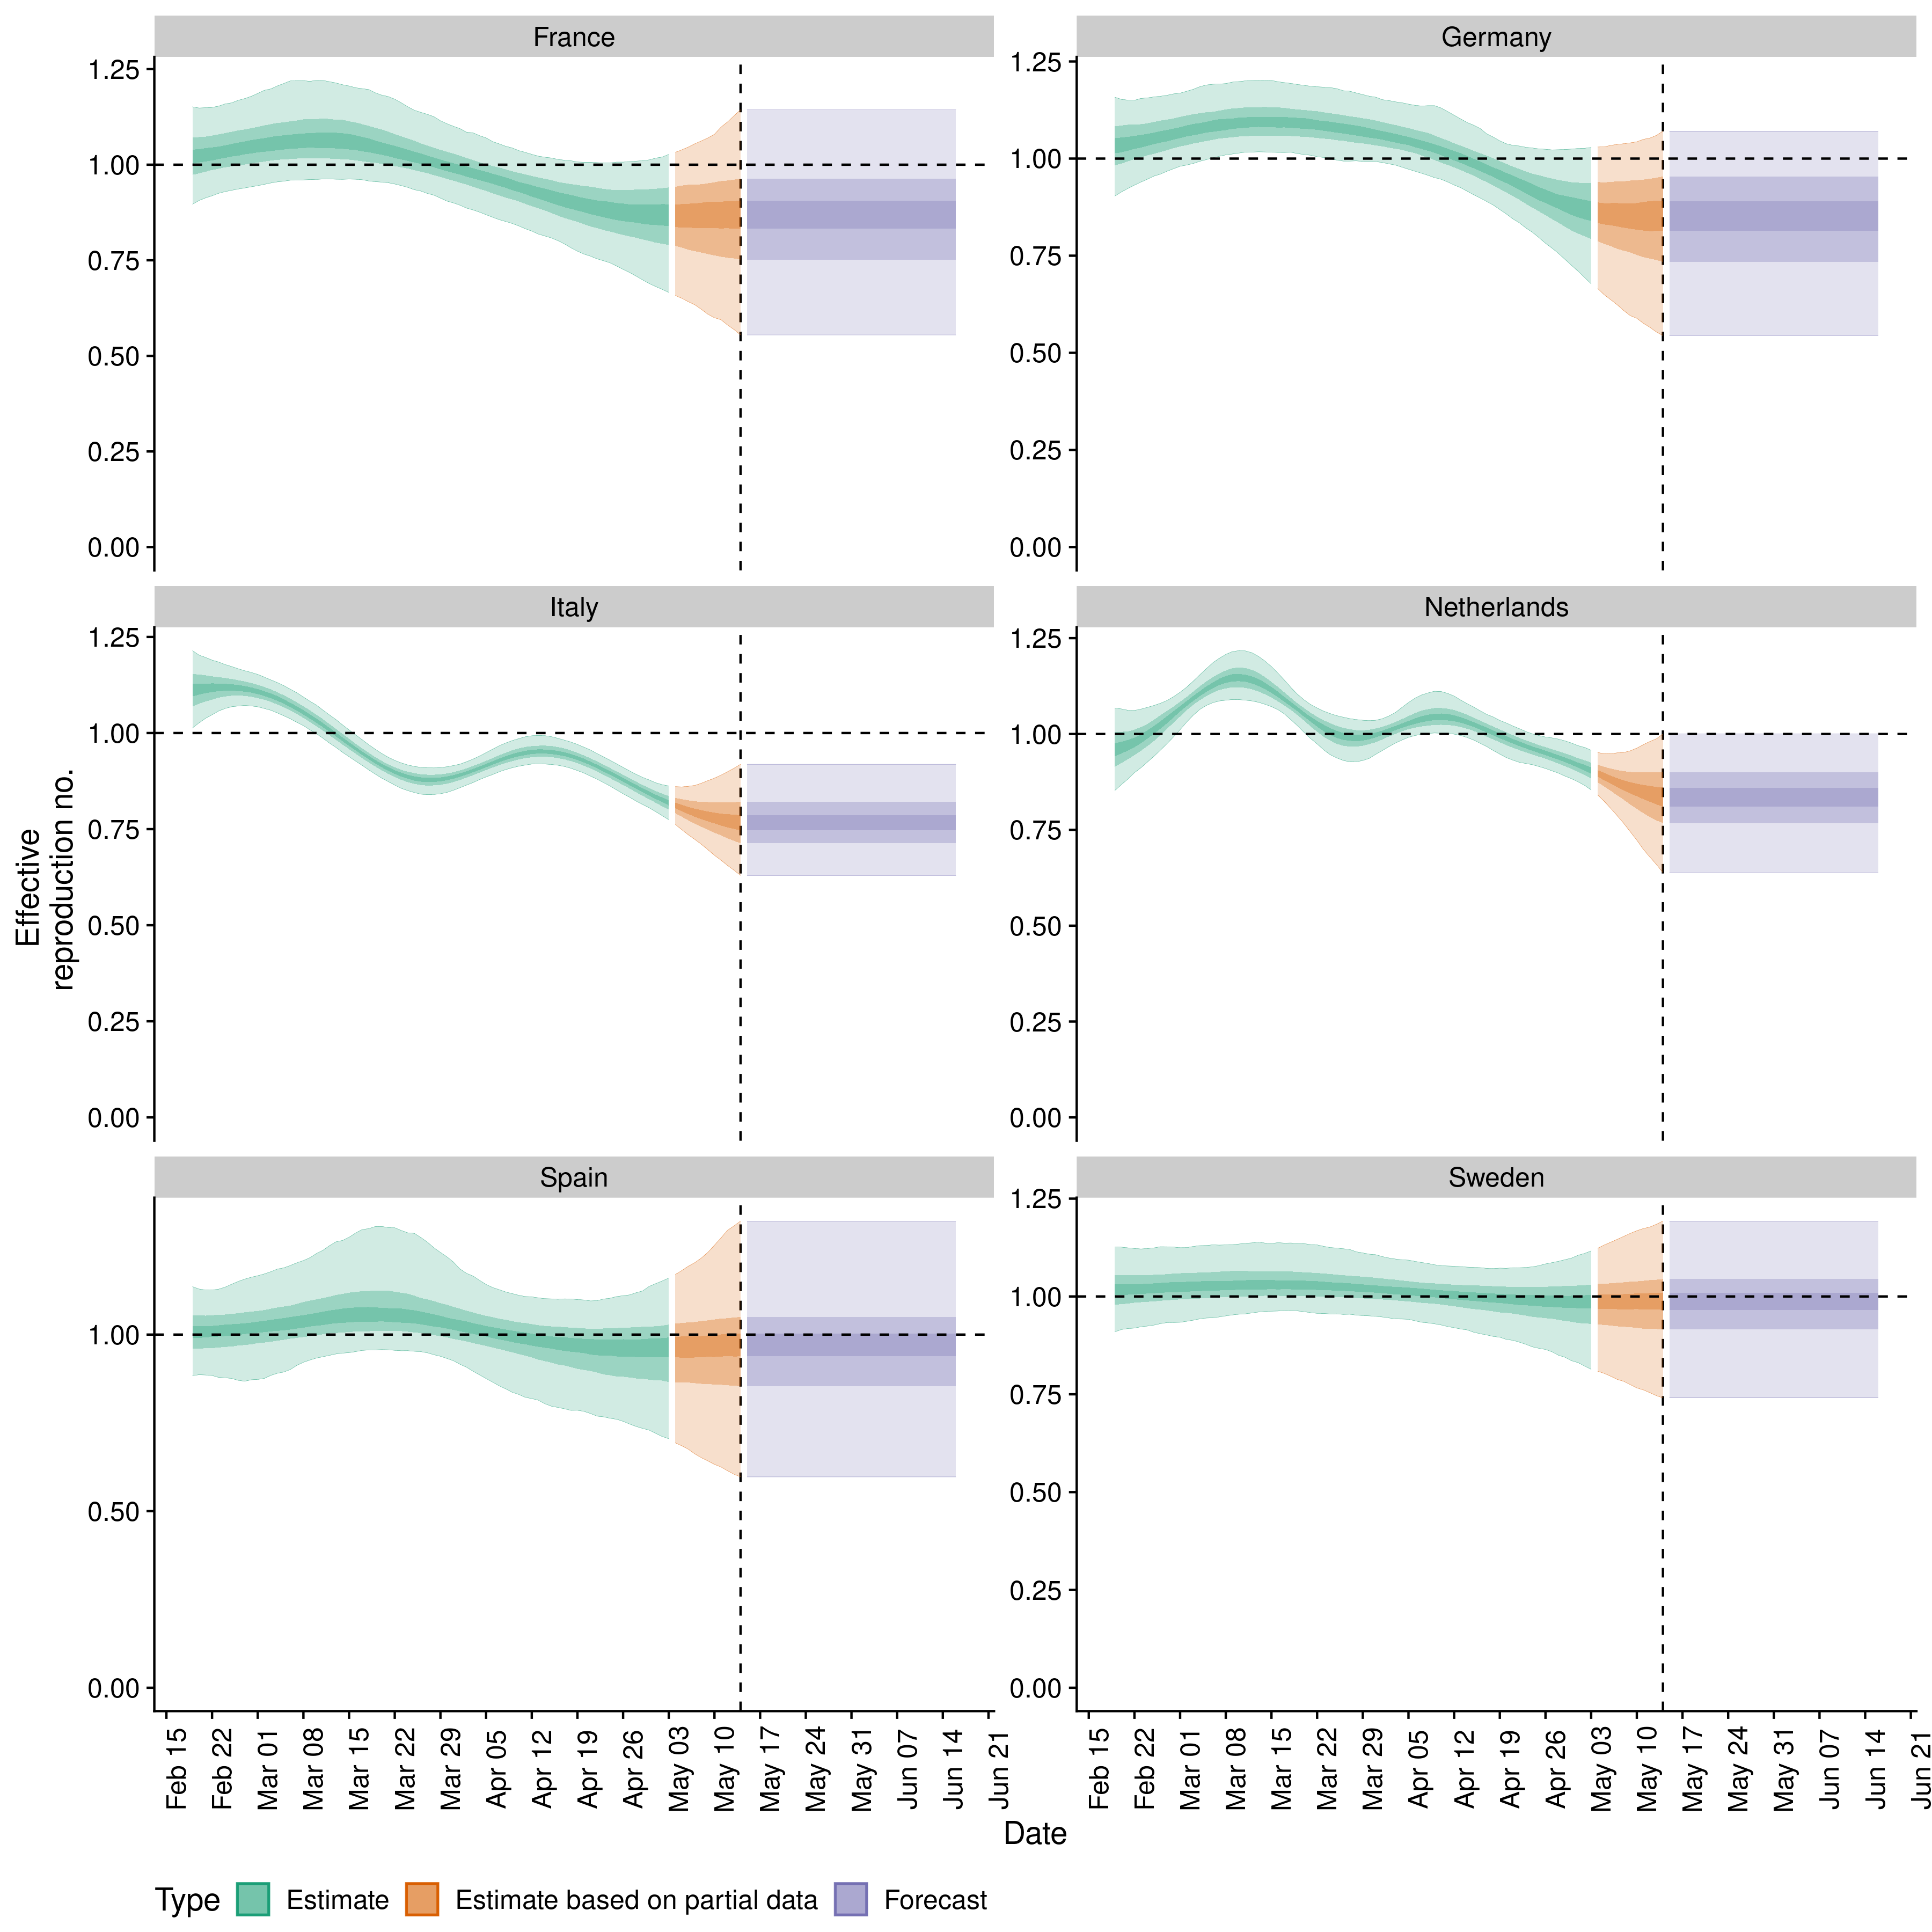 France
Germany
1.25
1.00
0.75
0.50
0.25
0.00
1.25
1.00
0.75
0.50
0.25
0.00
Italy
Netherlands
1.25
1.00
0.75
0.50
0.25
0.00
1.25
1.00
0.75
0.50
0.25
0.00
Effective
reproduction no.
Spain
Sweden
1.00
0.50
0.00
1.25
1.00
0.75
0.50
0.25
0.00
Feb 15
Feb 22
Mar 01
Mar 08
Mar 15
Mar 22
Mar 29
Apr 05
Apr 12
Apr 19
Apr 26
May 03
May 10
May 17
May 24
May 31
Jun 07
Jun 14
Jun 21
Feb 15
Feb 22
Mar 01
Mar 08
Mar 15
Mar 22
Mar 29
Apr 05
Apr 12
Apr 19
Apr 26
May 03
May 10
May 17
May 24
May 31
Jun 07
Jun 14
Jun 21
Date
Type Estimate Estimate based on partial data Forecast